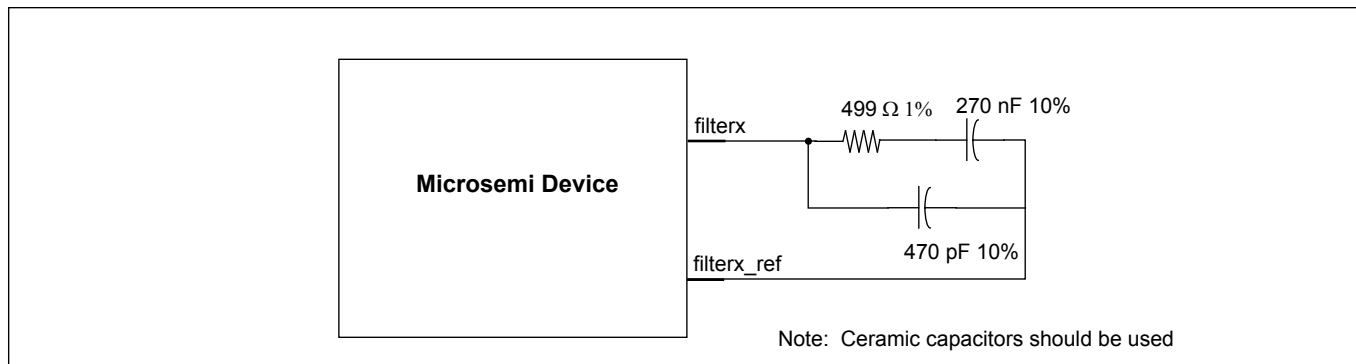 499 Ω 1%
270 nF 10%
filterx
Microsemi Device
470 pF 10%
filterx_ref
Note: Ceramic capacitors should be used